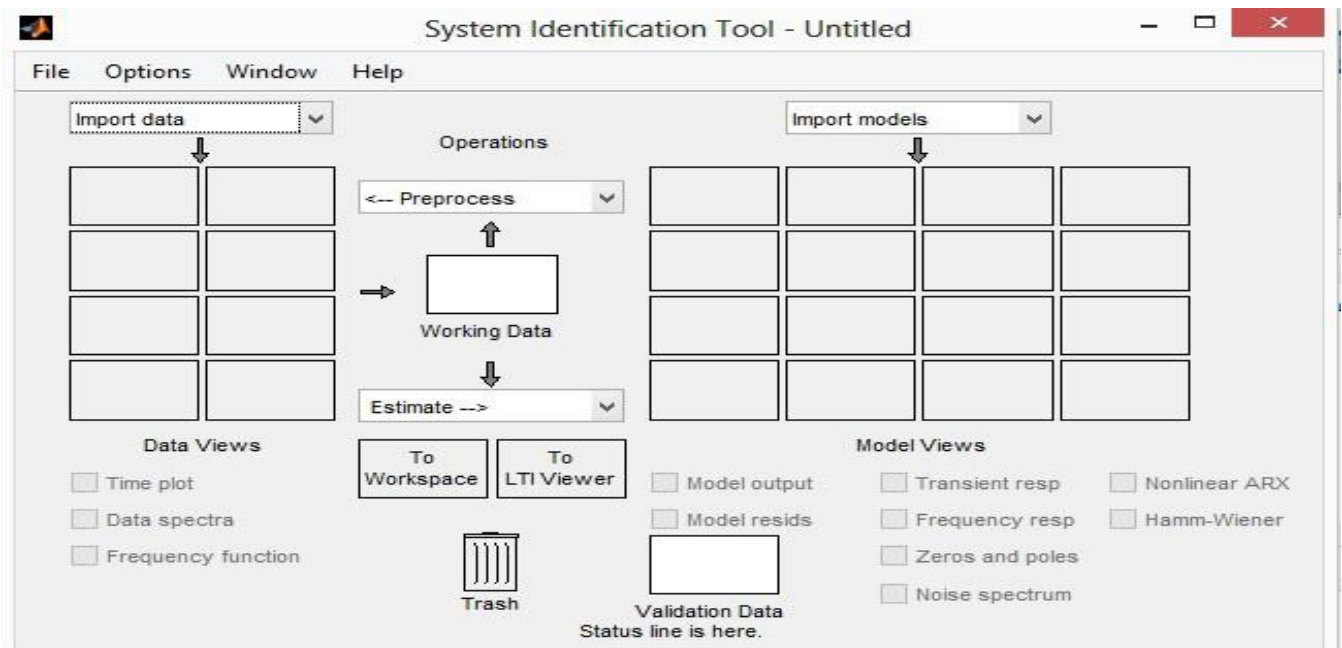 System Identification Tool - Untitled
File Options Window Help
Import data
Import models
Operations
<-- Preprocess
Working Data
Estimate -->
Data Views
To Workspace
To LTI Viewer
Model Views
Time plot
Data spectra
Frequency function
Model output
Model resids
Transient resp
Frequency resp
Zeros and poles
Noise spectrum
Nonlinear ARX
Hamm-Wiener
Trash
Validation Data
Status line is here.